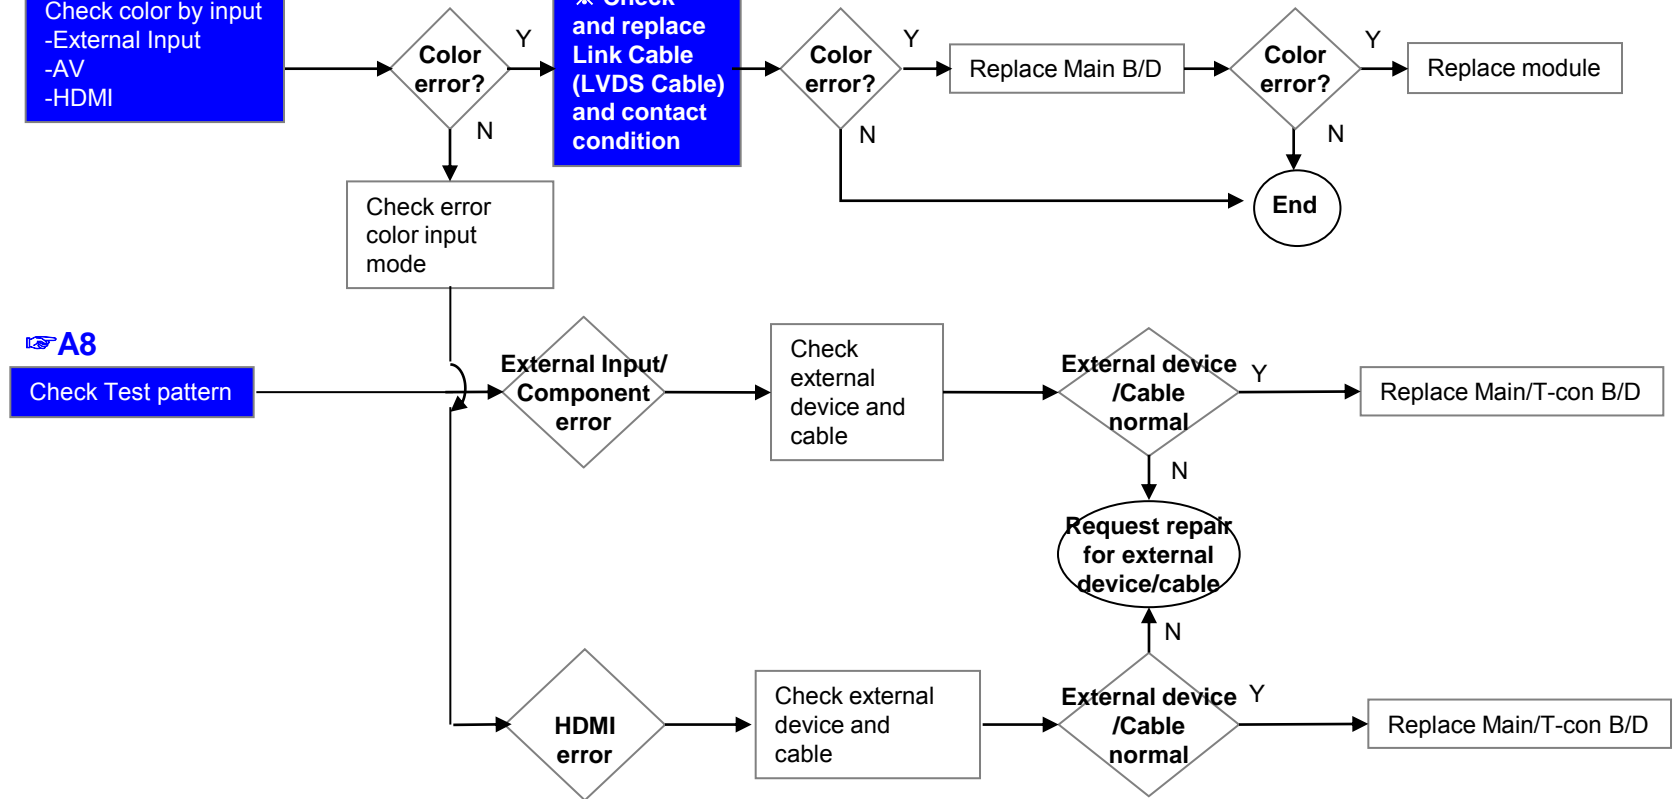 Check color by input
-External Input
-AV
-HDMI
Color
error?
Y
N
※ Check
and replace
Link Cable
(LVDS Cable)
and contact
condition
Color
error?
Y
N
Replace Main B/D
Color
error?
Y
N
Replace module
End
Check error
color input
mode
☞A8
Check Test pattern
External Input/
Component
error
Check
external
device and
cable
External device
/Cable
normal
Y
N
Replace Main/T-con B/D
Request repair
for external
device/cable
N
HDMI
error
Check external
device and
cable
External device
/Cable
normal
Y
Replace Main/T-con B/D